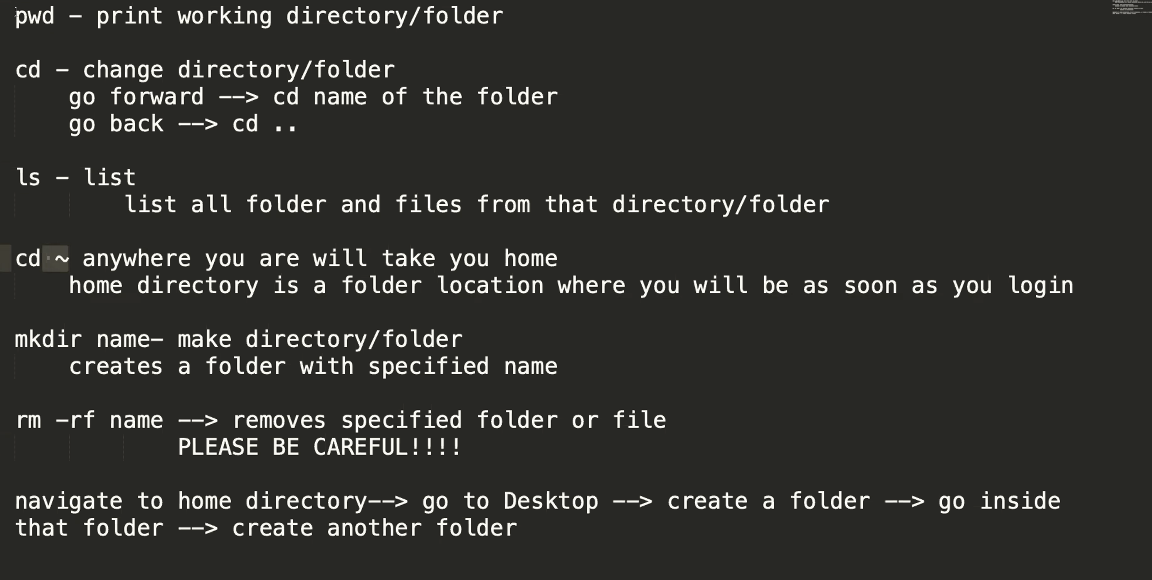 pwd - print working directory/folder
cd - change directory/folder
go forward --> cd name of the folder
go back --> cd ..
ls - list
list all folder and files from that directory/folder
cd ~ anywhere you are will take you home
home directory is a folder location where you will be as soon as you login
mkdir name- make directory/folder
creates a folder with specified name
rm -rf name --> removes specified folder or file
PLEASE BE CAREFUL!!!!
navigate to home directory--> go to Desktop --> create a folder --> go inside
that folder --> create another folder